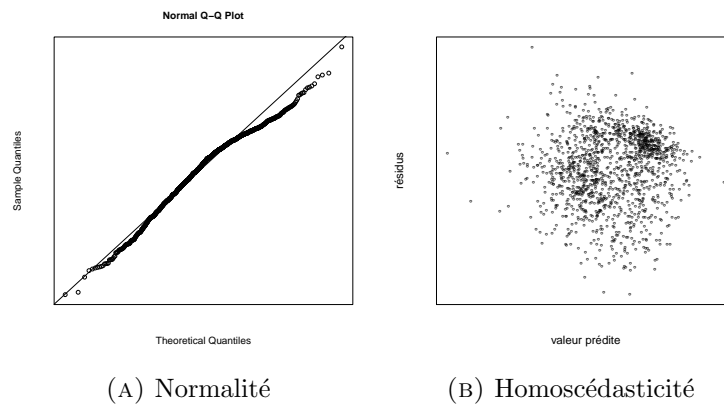 Normal Q−Q Plot
Sample Quantiles
Theoretical Quantiles
résidus
valeur prédite
(A) Normalité
(B) Homoscédasticité